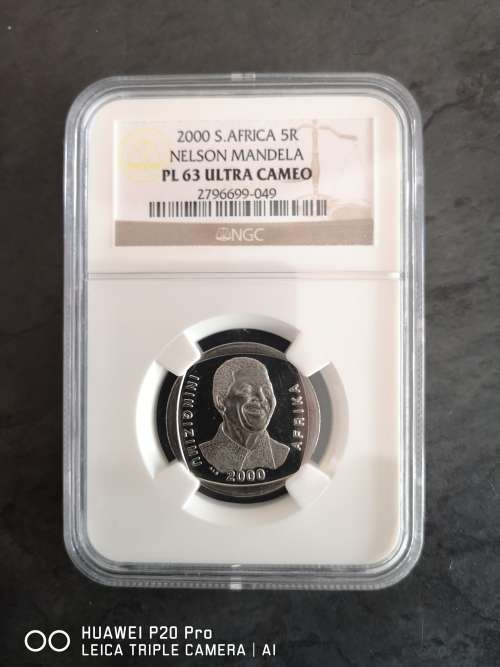 2000 S.AFRICA 5R
NELSON MANDELA
PL 63 ULTRA CAMEO
2796699-049
NGC
ININGIZIMU
AFRIKA
2000
HUAWEI P20 Pro
LEICA TRIPLE CAMERA | AI